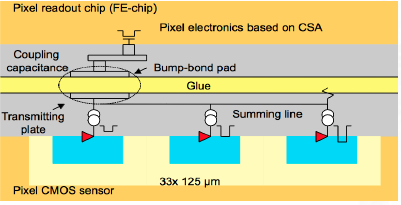 Pixel readout chip (FE-chip)
Pixel electronics based on CSA
Coupling
capacitance
Bump-bond pad
Glue
Transmitting
plate
Summing line
33x 125 µm
Pixel CMOS sensor